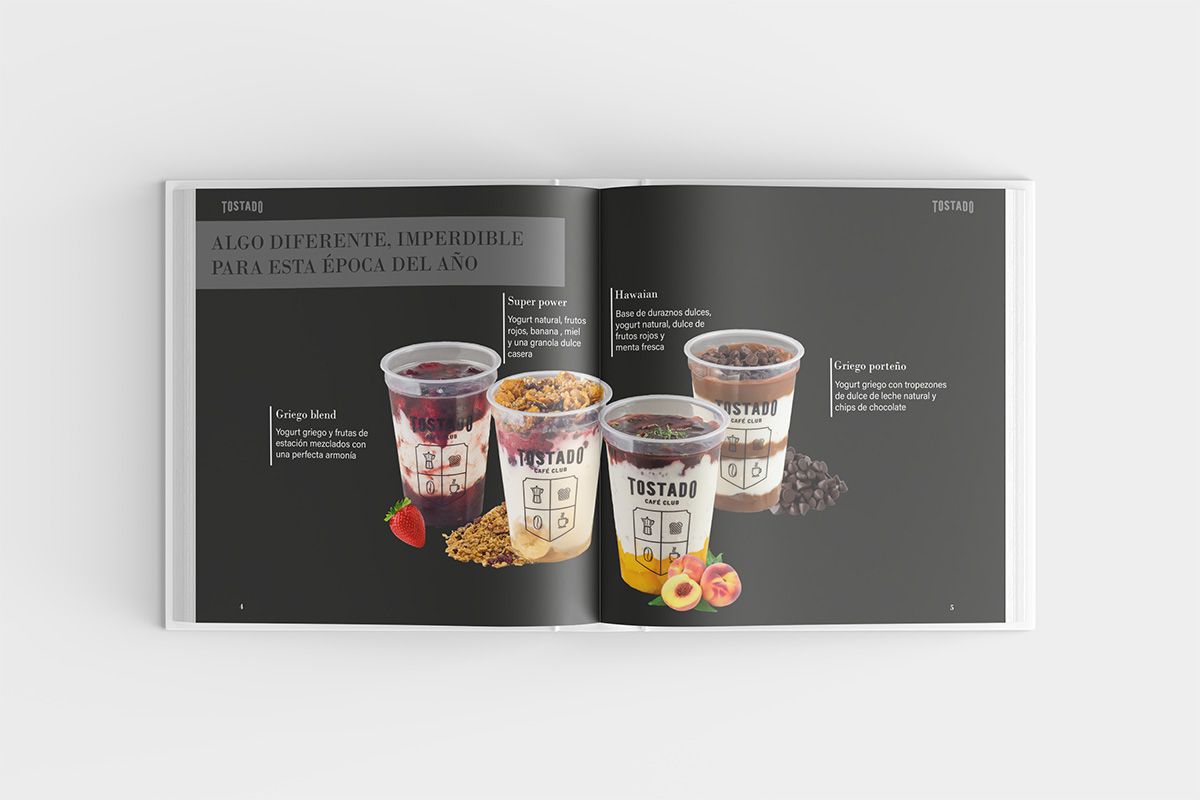 TOSTADO
ALGO DIFERENTE, IMPERDIBLE
PARA ESTA ÉPOCA DEL AÑO
Super power
Yogurt natural, frutos
rojos, banana , miel
y una granola dulce
casera
Griego blend
Yogurt griego y frutas de
estación mezclados con
una perfecta armonía
TOSTADO
CAFÉ CLUB
TOSTADO
CAFÉ CLUB
4
TOSTADO
Hawaian
Base de duraznos dulces,
yogurt natural, dulce de
frutos rojos y
menta fresca
Griego porteño
Yogurt griego con tropezones
de dulce de leche natural y
chips de chocolate
TOSTADO
CAFÉ CLUB
TOSTADO
CAFÉ CLUB
5